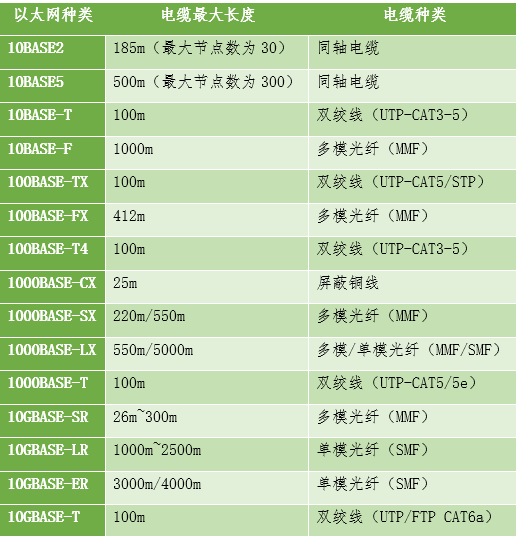 以太网种类 电缆最大长度 电缆种类
10BASE2 185m（最大节点数为30） 同轴电缆
10BASE5 500m（最大节点数为300） 同轴电缆
10BASE-T 100m 双绞线（UTP-CAT3-5）
10BASE-F 1000m 多模光纤（MMF）
100BASE-TX 100m 双绞线（UTP-CAT5/STP）
100BASE-FX 412m 多模光纤（MMF）
100BASE-T4 100m 双绞线（UTP-CAT3-5）
1000BASE-CX 25m 屏蔽铜线
1000BASE-SX 220m/550m 多模光纤（MMF）
1000BASE-LX 550m/5000m 多模/单模光纤（MMF/SMF）
1000BASE-T 100m 双绞线（UTP-CAT5/5e）
10GBASE-SR 26m~300m 多模光纤（MMF）
10GBASE-LR 1000m~2500m 单模光纤（SMF）
10GBASE-ER 3000m/4000m 单模光纤（SMF）
10GBASE-T 100m 双绞线（UTP/FTP CAT6a）